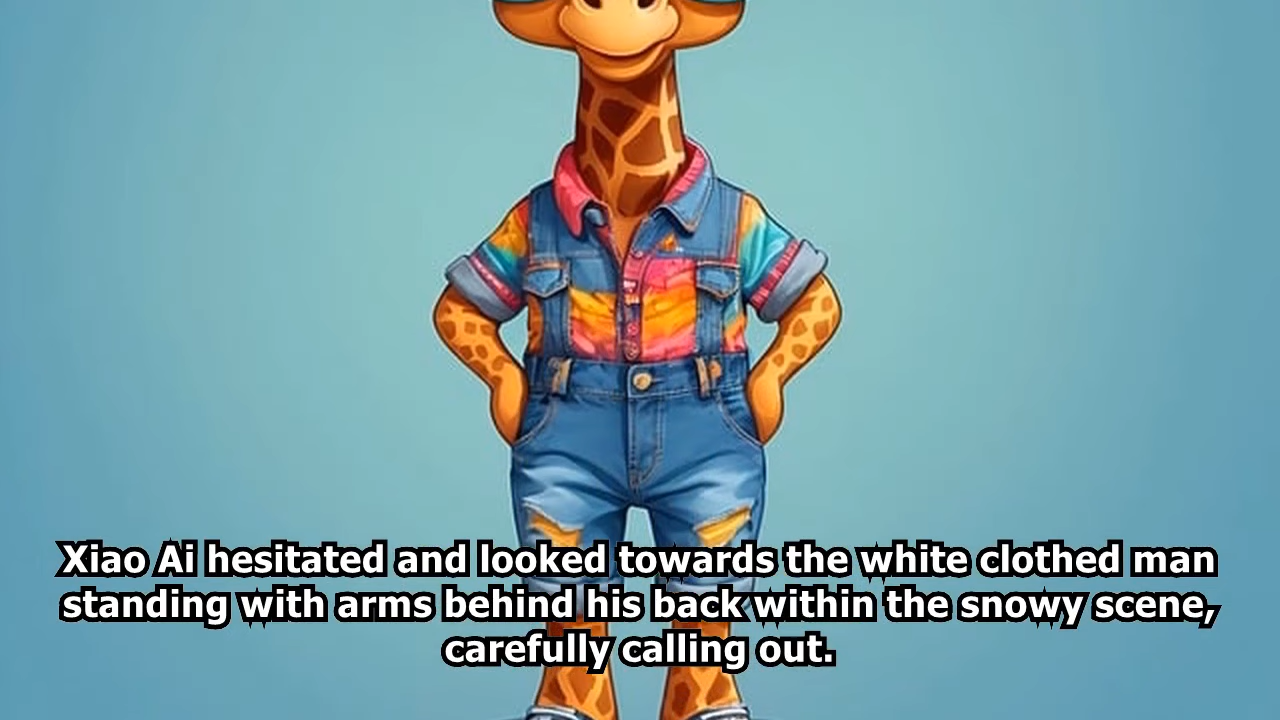 Xiao Ai hesitated and looked towards the white clothed man
standing with arms behind his back within the snowy scene,
carefully calling out.